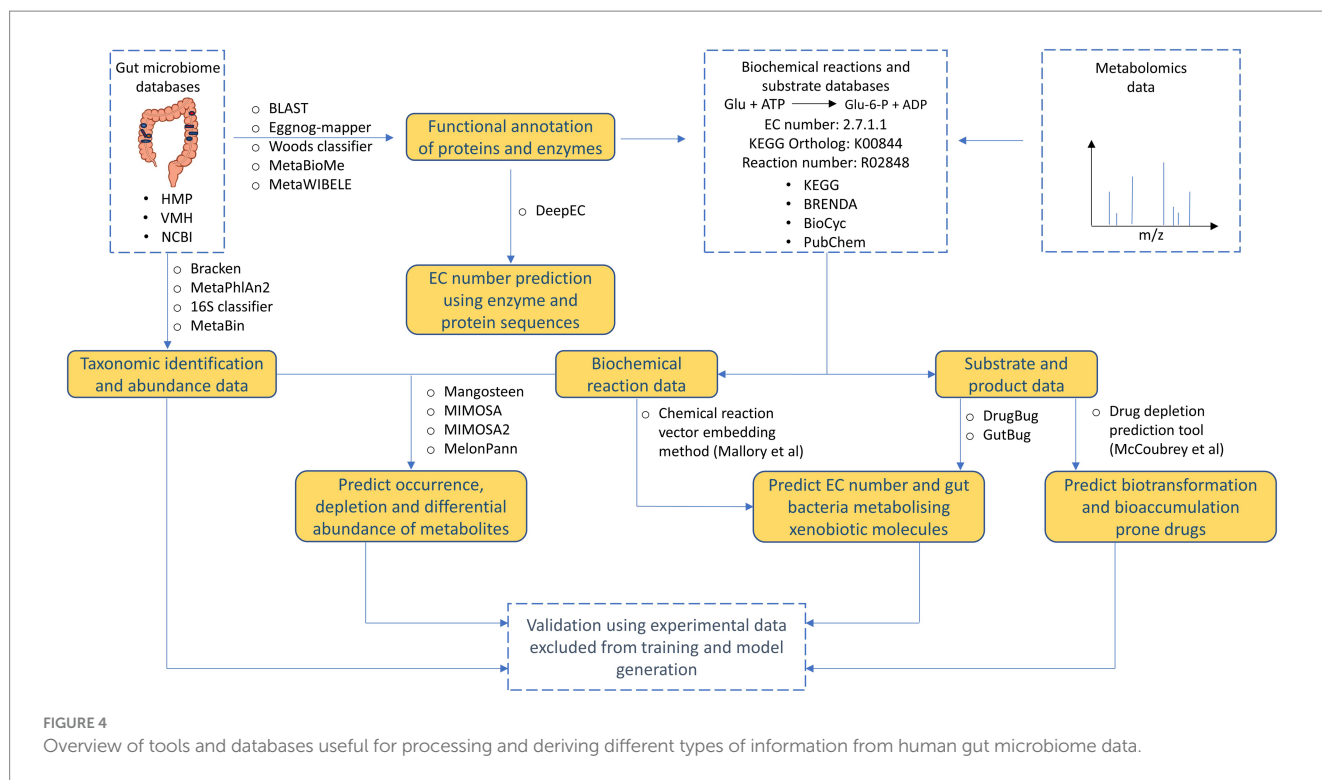 Gut microbiome
databases
• HMP
• VMH
• NCBI
○ BLAST
○ Eggnog-mapper
○ Woods classifier
○ MetaBioMe
○ MetaWIBELE
Functional annotation
of proteins and enzymes
○ DeepEC
EC number prediction
using enzyme and
protein sequences
Biochemical reactions and
substrate databases
Glu + ATP → Glu-6-P + ADP
EC number: 2.7.1.1
KEGG Ortholog: K00844
Reaction number: R02848
• KEGG
• BRENDA
• BioCyc
• PubChem
Metabolomics
data
m/z
○ Bracken
○ MetaPhlAn2
○ 16S classifier
○ MetaBin
Taxonomic identification
and abundance data
Biochemical
reaction data
Substrate and
product data
○ Mangosteen
○ MIMOSA
○ MIMOSA2
○ MelonPann
○ Chemical reaction
vector embedding
method (Mallory et al)
○ DrugBug
○ GutBug
○ Drug depletion
prediction tool
(McCoubrey et al)
Predict occurrence,
depletion and differential
abundance of metabolites
Predict EC number and gut
bacteria metabolising
xenobiotic molecules
Predict biotransformation
and bioaccumulation
prone drugs
Validation using experimental data
excluded from training and model
generation
FIGURE 4
Overview of tools and databases useful for processing and deriving different types of information from human gut microbiome data.